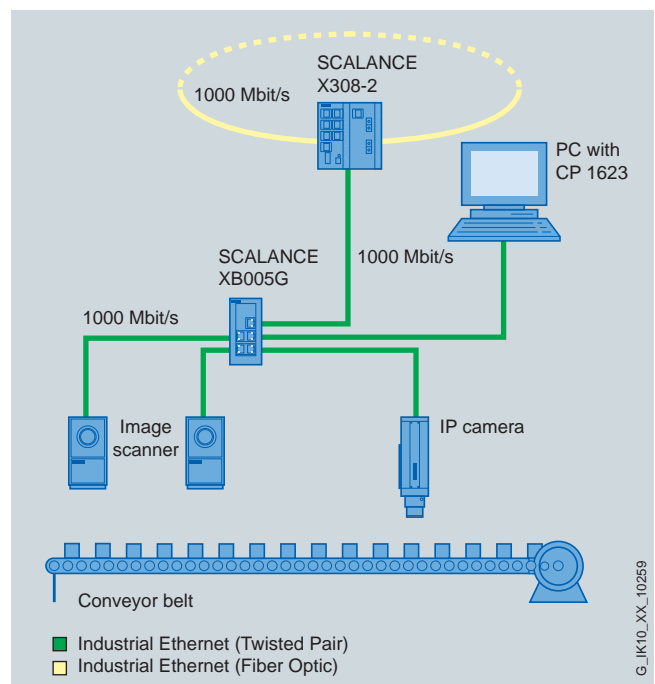 SCALANCE
X308-2
1000 Mbit/s
PC with
CP 1623
SCALANCE
XB005G
1000 Mbit/s
1000 Mbit/s
Image
scanner
IP camera
Conveyor belt
Industrial Ethernet (Twisted Pair)
Industrial Ethernet (Fiber Optic)
G_IK10_XX_10259